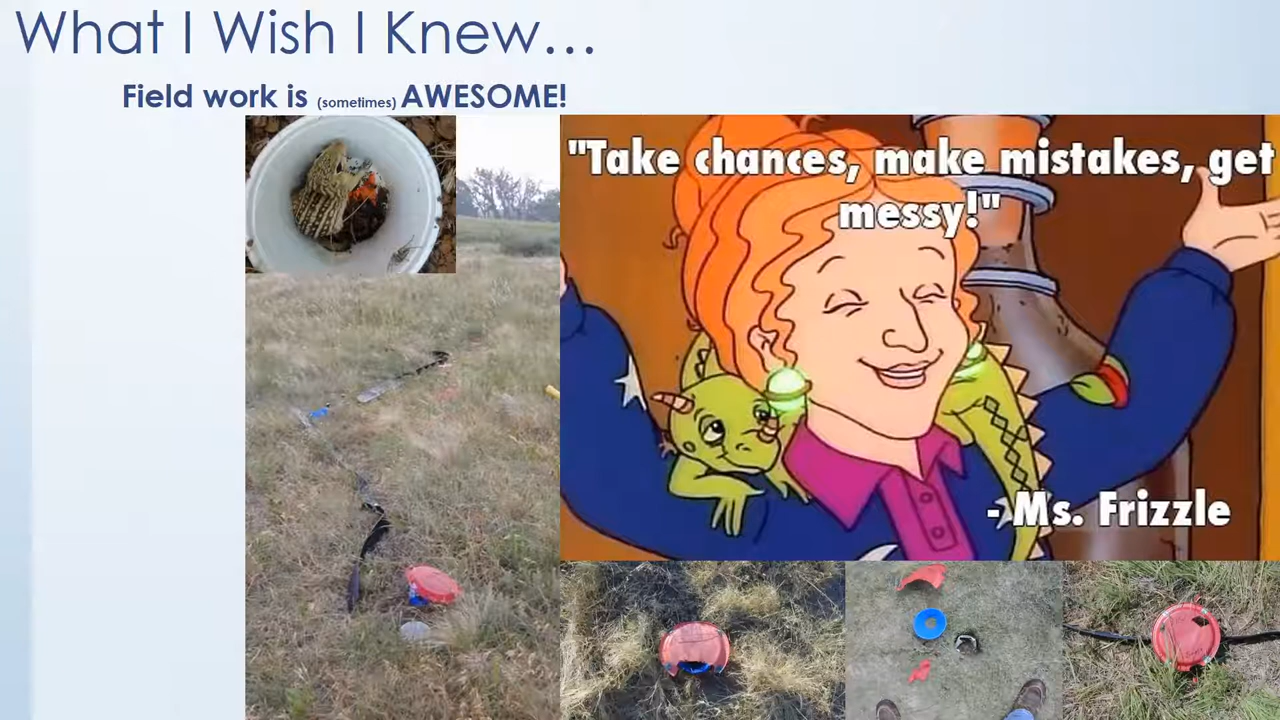 What I Wish I Knew...
Field work is (sometimes) AWESOME!
"Take chances, make mistakes, get
messy!"
- Ms. Frizzle